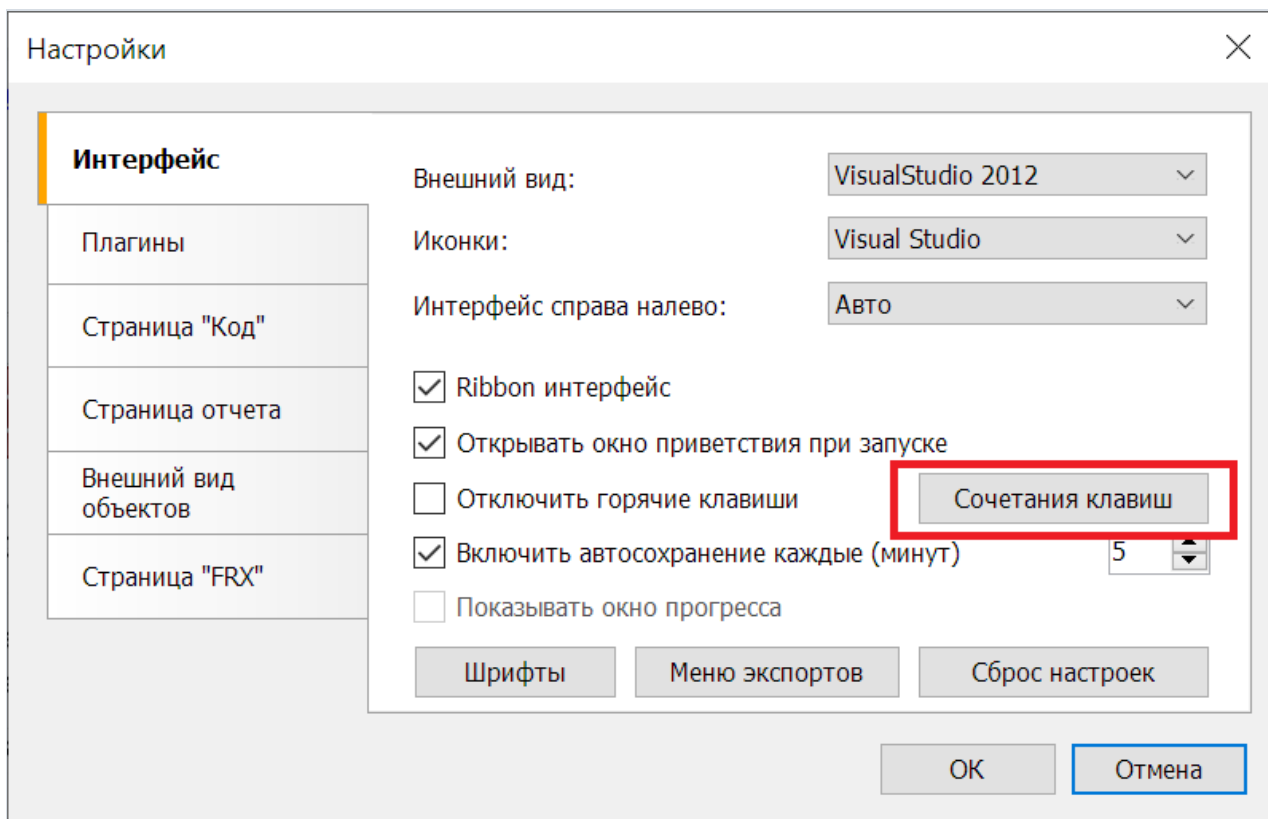 Настройки
Интерфейс
Плагины
Страница "Код"
Страница отчета
Внешний вид
объектов
Страница "FRX"
Внешний вид:
VisualStudio 2012
Иконки:
Visual Studio
Интерфейс справа налево:
Авто
Ribbon интерфейс
Открывать окно приветствия при запуске
Отключить горячие клавиши
Сочетания клавиш
Включить автосохранение каждые (минут)
5
Показывать окно прогресса
Шрифты
Меню экспортов
Сброс настроек
ОК
Отмена